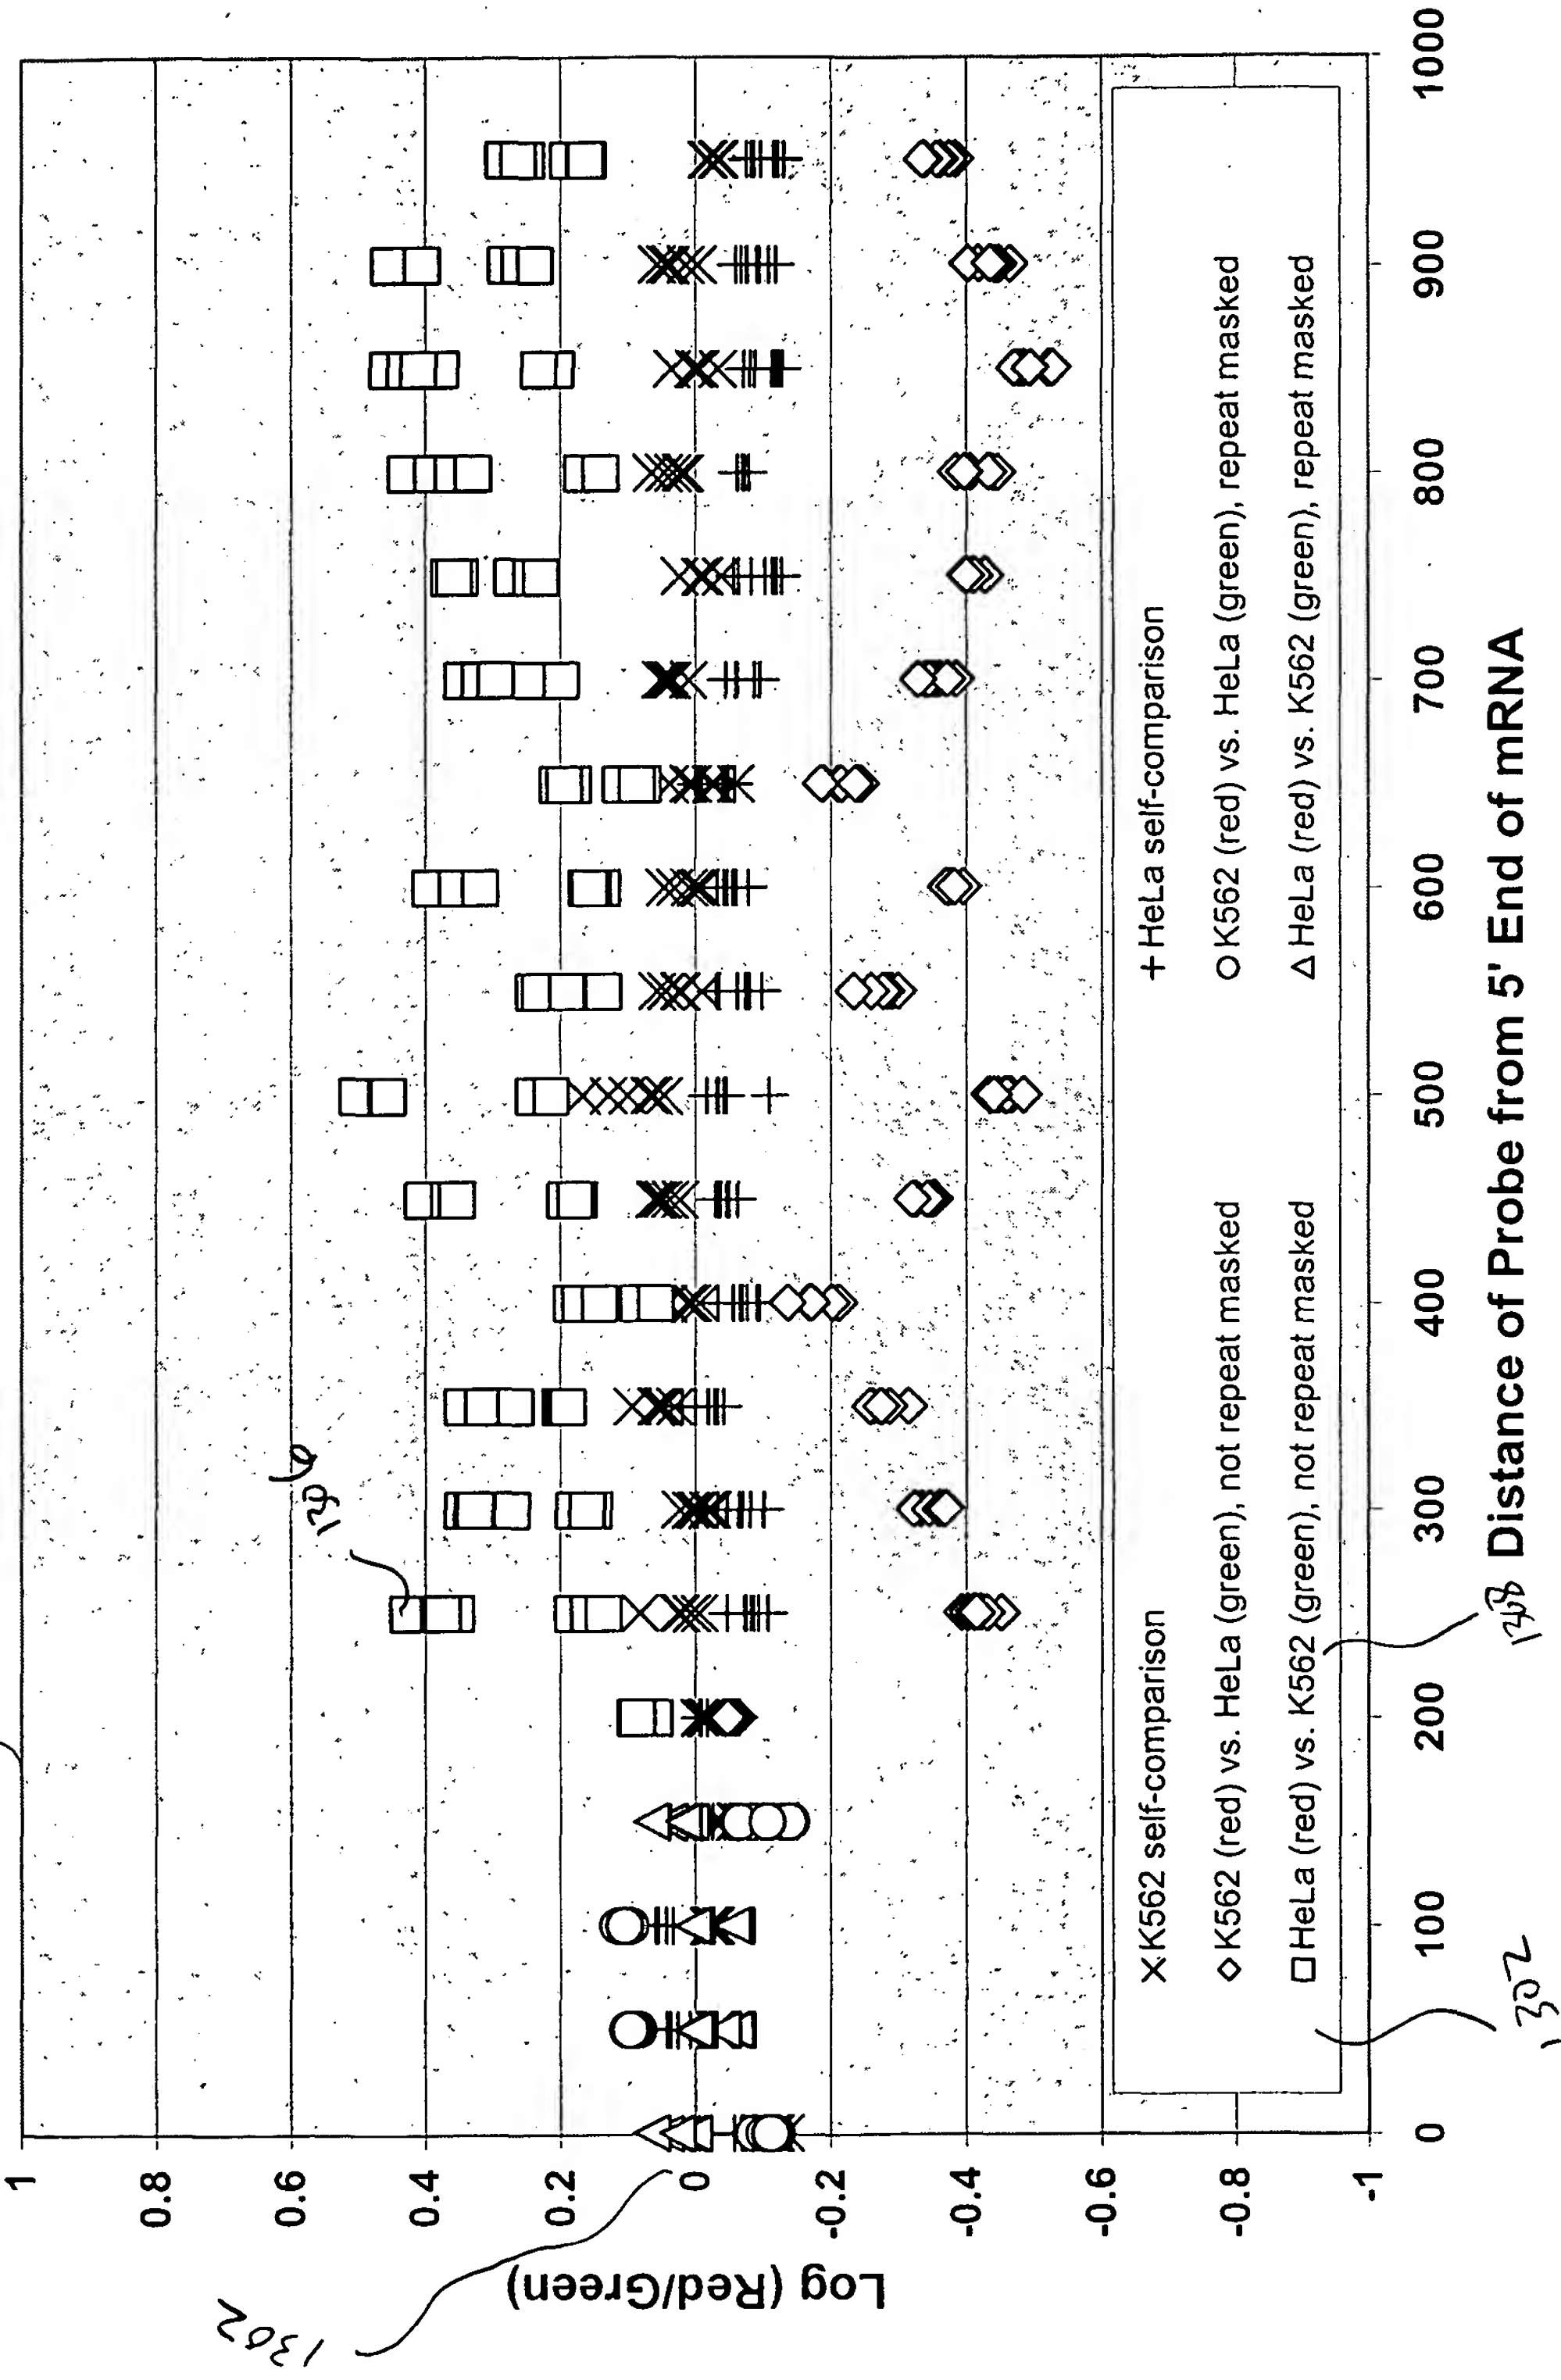 1
0.8
0.6
0.4
0.2
0
-0.2
-0.4
-0.6
-0.8
-1
Log (Red/Green)
1302
1306
X K562 self-comparison
+ HeLa self-comparison
◇ K562 (red) vs. HeLa (green), not repeat masked
○ K562 (red) vs. HeLa (green), repeat masked
□ HeLa (red) vs. K562 (green), not repeat masked
△ HeLa (red) vs. K562 (green), repeat masked
0 100 200 300 400 500 600 700 800 900 1000
Distance of Probe from 5' End of mRNA
1302
1308